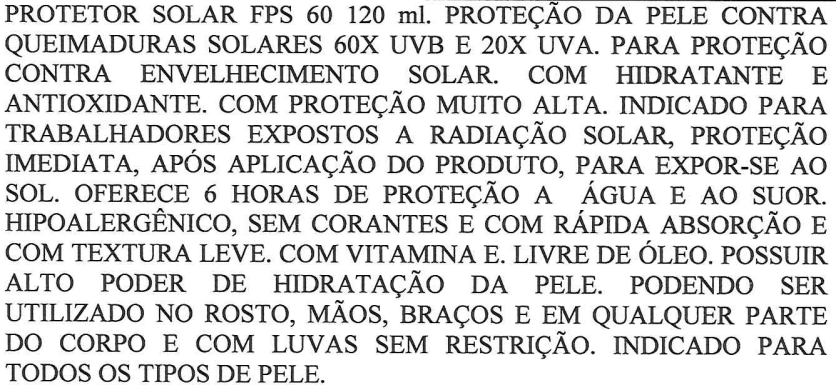 PROTETOR SOLAR FPS 60 120 ml. PROTEÇÃO DA PELE CONTRA
QUEIMADURAS SOLARES 60X UVB E 20X UVA. PARA PROTEÇÃO
CONTRA ENVELHECIMENTO SOLAR. COM HIDRATANTE E
ANTIOXIDANTE. COM PROTEÇÃO MUITO ALTA. INDICADO PARA
TRABALHADORES EXPOSTOS A RADIAÇÃO SOLAR, PROTEÇÃO
IMEDIATA, APÓS APLICAÇÃO DO PRODUTO, PARA EXPOR-SE AO
SOL. OFERECE 6 HORAS DE PROTEÇÃO A ÁGUA E AO SUOR.
HIPOALERGÊNICO, SEM CORANTES E COM RÁPIDA ABSORÇÃO E
COM TEXTURA LEVE. COM VITAMINA E. LIVRE DE ÓLEO. POSSUIR
ALTO PODER DE HIDRATAÇÃO DA PELE. PODENDO SER
UTILIZADO NO ROSTO, MÃOS, BRAÇOS E EM QUALQUER PARTE
DO CORPO E COM LUVAS SEM RESTRIÇÃO. INDICADO PARA
TODOS OS TIPOS DE PELE.